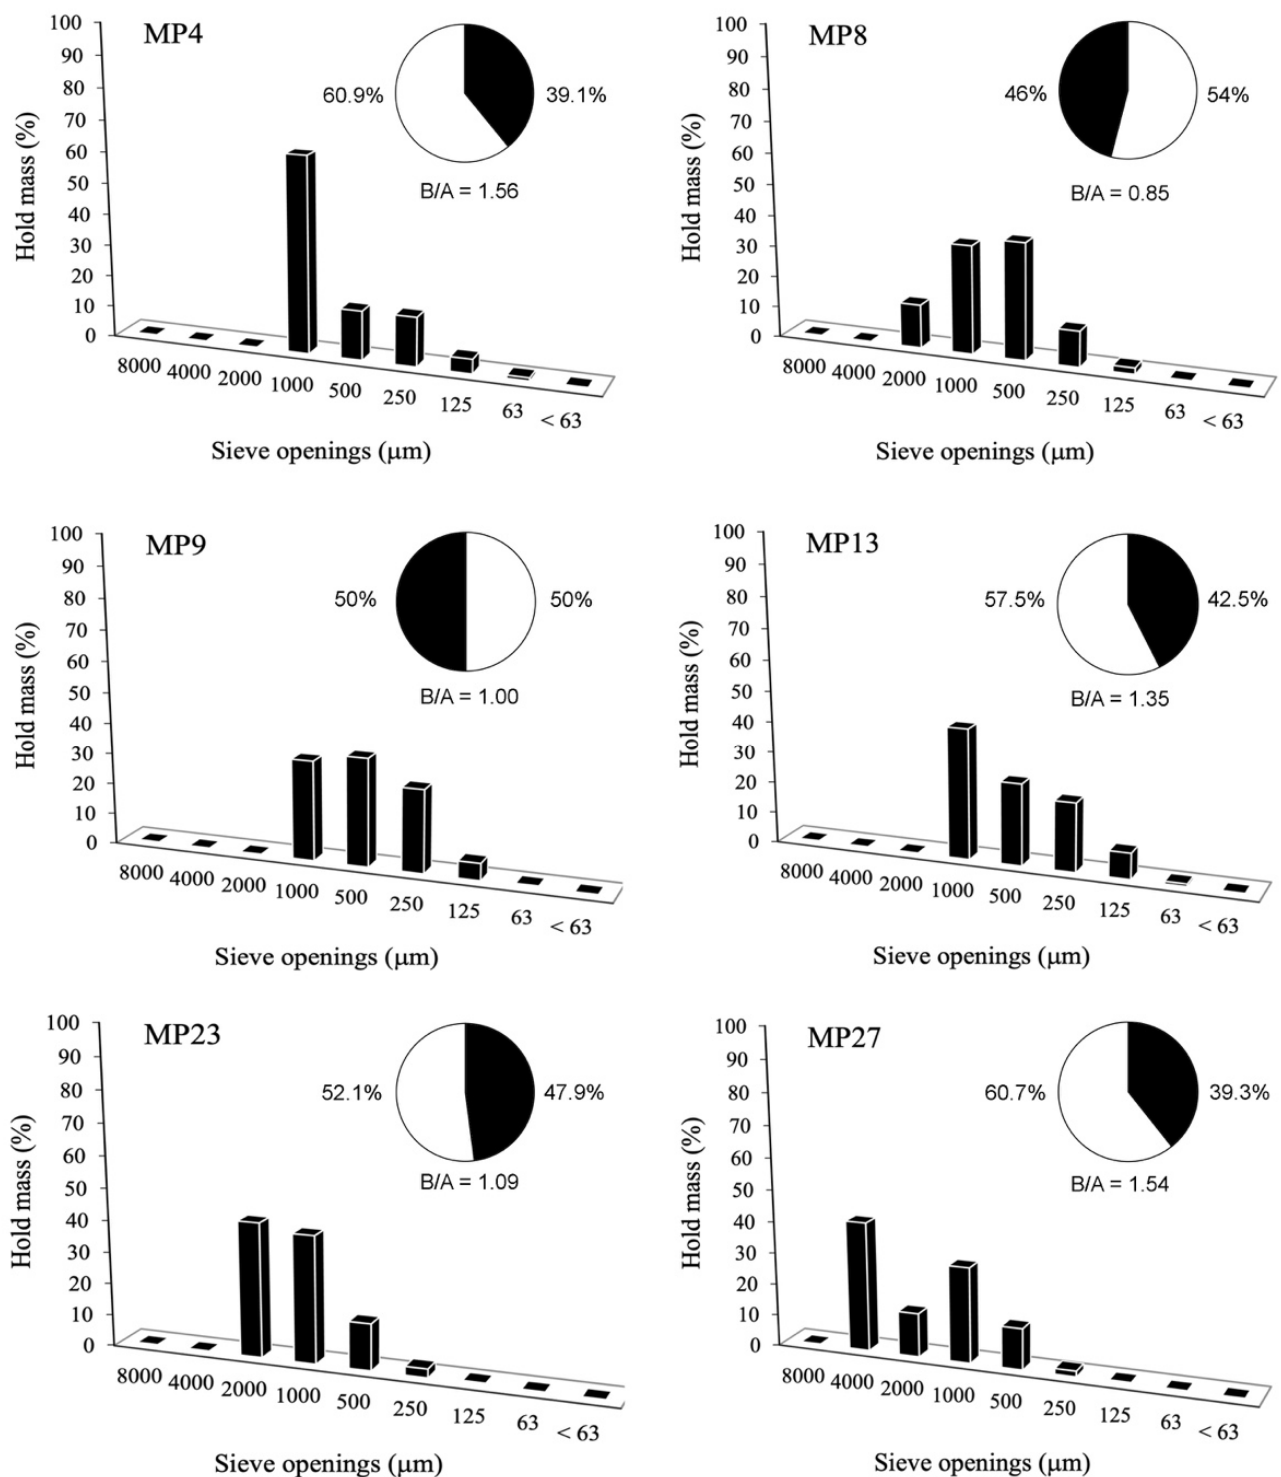 MP4
100
90
80
70
60
50
40
30
20
10
0
Hold mass (%)
60.9%
39.1%
B/A = 1.56
8000 4000 2000 1000 500 250 125 63 < 63
Sieve openings (μm)
MP8
100
90
80
70
60
50
40
30
20
10
0
Hold mass (%)
46%
54%
B/A = 0.85
8000 4000 2000 1000 500 250 125 63 < 63
Sieve openings (μm)
MP9
100
90
80
70
60
50
40
30
20
10
0
Hold mass (%)
50%
50%
B/A = 1.00
8000 4000 2000 1000 500 250 125 63 < 63
Sieve openings (μm)
MP13
100
90
80
70
60
50
40
30
20
10
0
Hold mass (%)
57.5%
42.5%
B/A = 1.35
8000 4000 2000 1000 500 250 125 63 < 63
Sieve openings (μm)
MP23
100
90
80
70
60
50
40
30
20
10
0
Hold mass (%)
52.1%
47.9%
B/A = 1.09
8000 4000 2000 1000 500 250 125 63 < 63
Sieve openings (μm)
MP27
100
90
80
70
60
50
40
30
20
10
0
Hold mass (%)
60.7%
39.3%
B/A = 1.54
8000 4000 2000 1000 500 250 125 63 < 63
Sieve openings (μm)